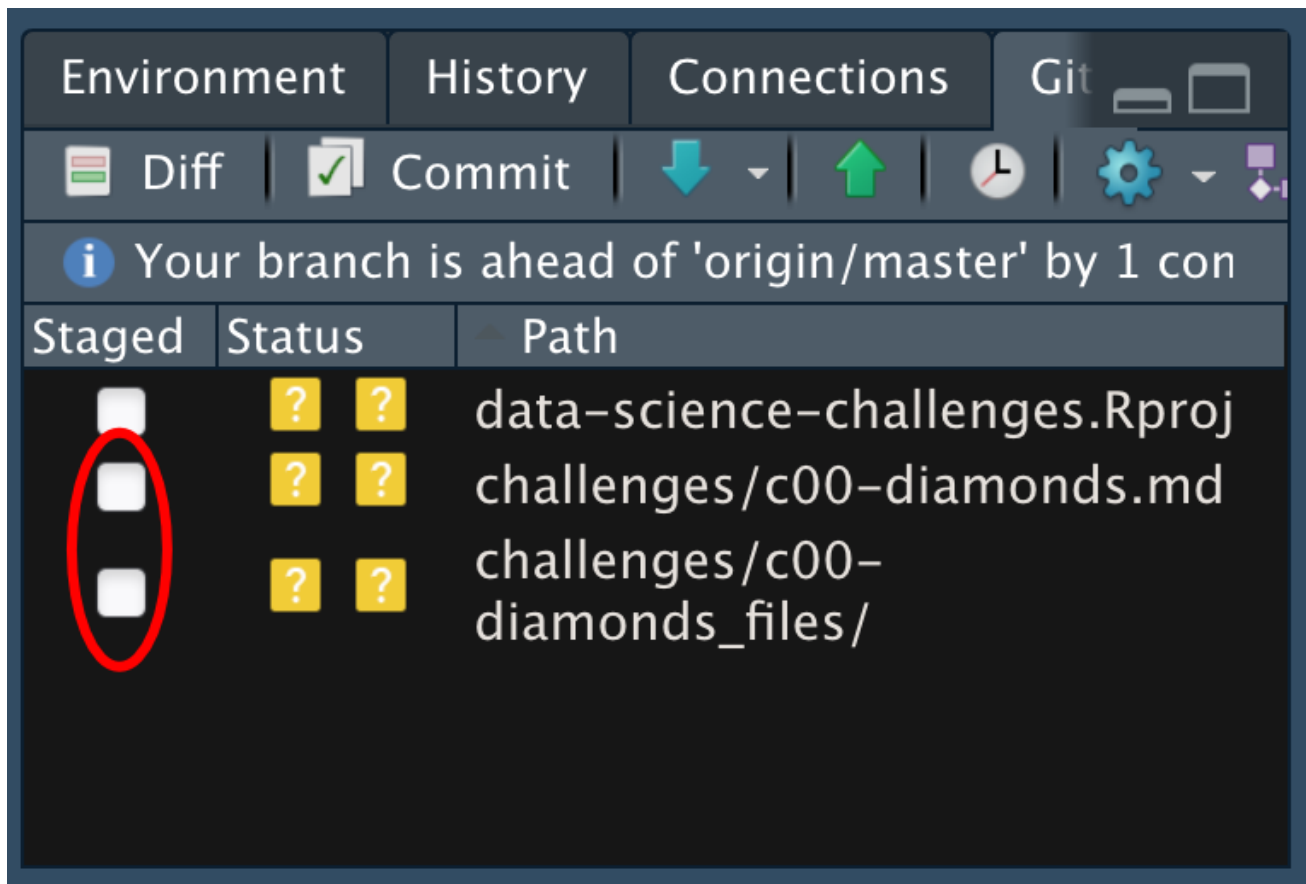 Environment History Connections Git
Diff Commit
Your branch is ahead of 'origin/master' by 1 con
Staged Status Path
? ? data-science-challenges.Rproj
? ? challenges/c00-diamonds.md
? ? challenges/c00-
diamonds_files/